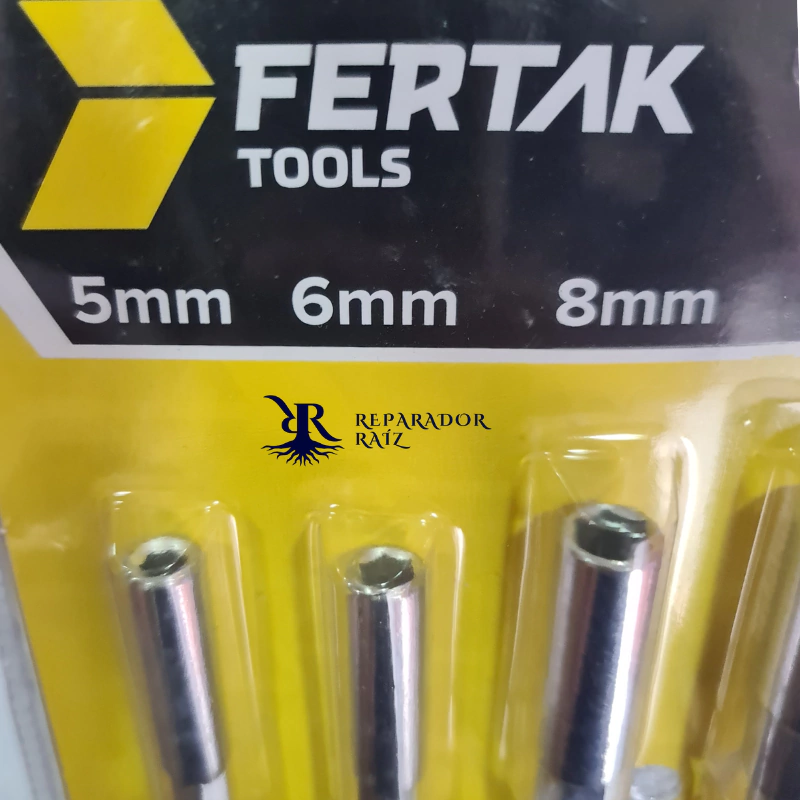 FERTAK
TOOLS
5mm 6mm 8mm
REPARADOR
RAÍZ